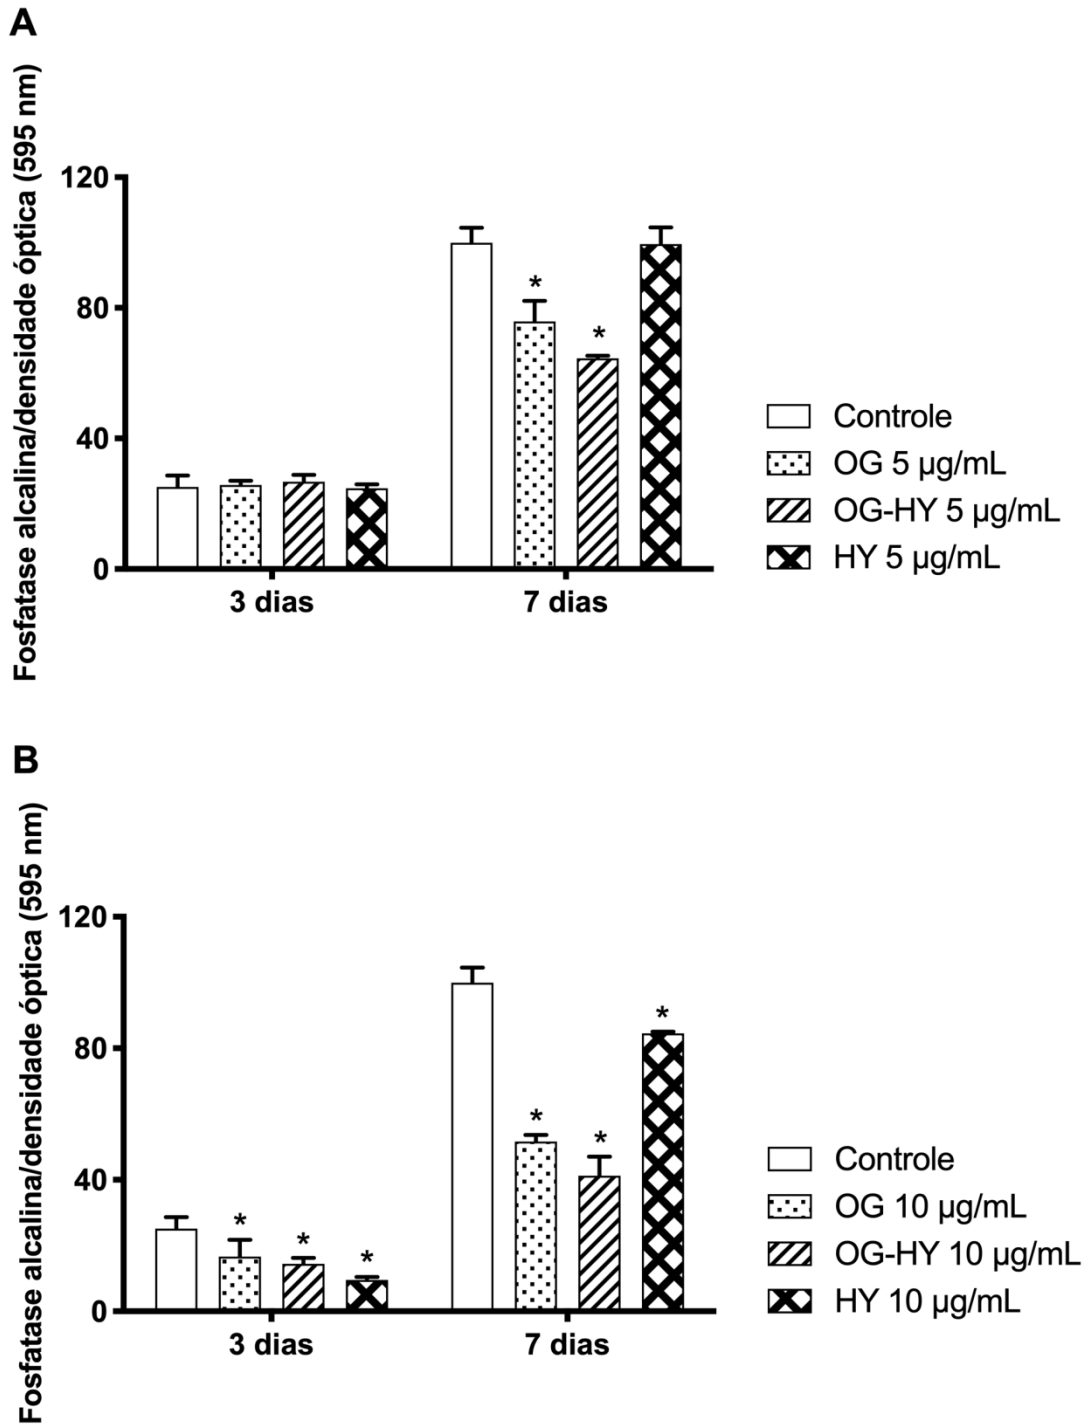 A
Fosfatase alcalina/densidade óptica (595 nm)
120
80
40
0
*
*
3 dias
7 dias
Controle
OG 5 µg/mL
OG-HY 5 µg/mL
HY 5 µg/mL
B
Fosfatase alcalina/densidade óptica (595 nm)
120
80
40
0
*
*
*
*
*
*
3 dias
7 dias
Controle
OG 10 µg/mL
OG-HY 10 µg/mL
HY 10 µg/mL